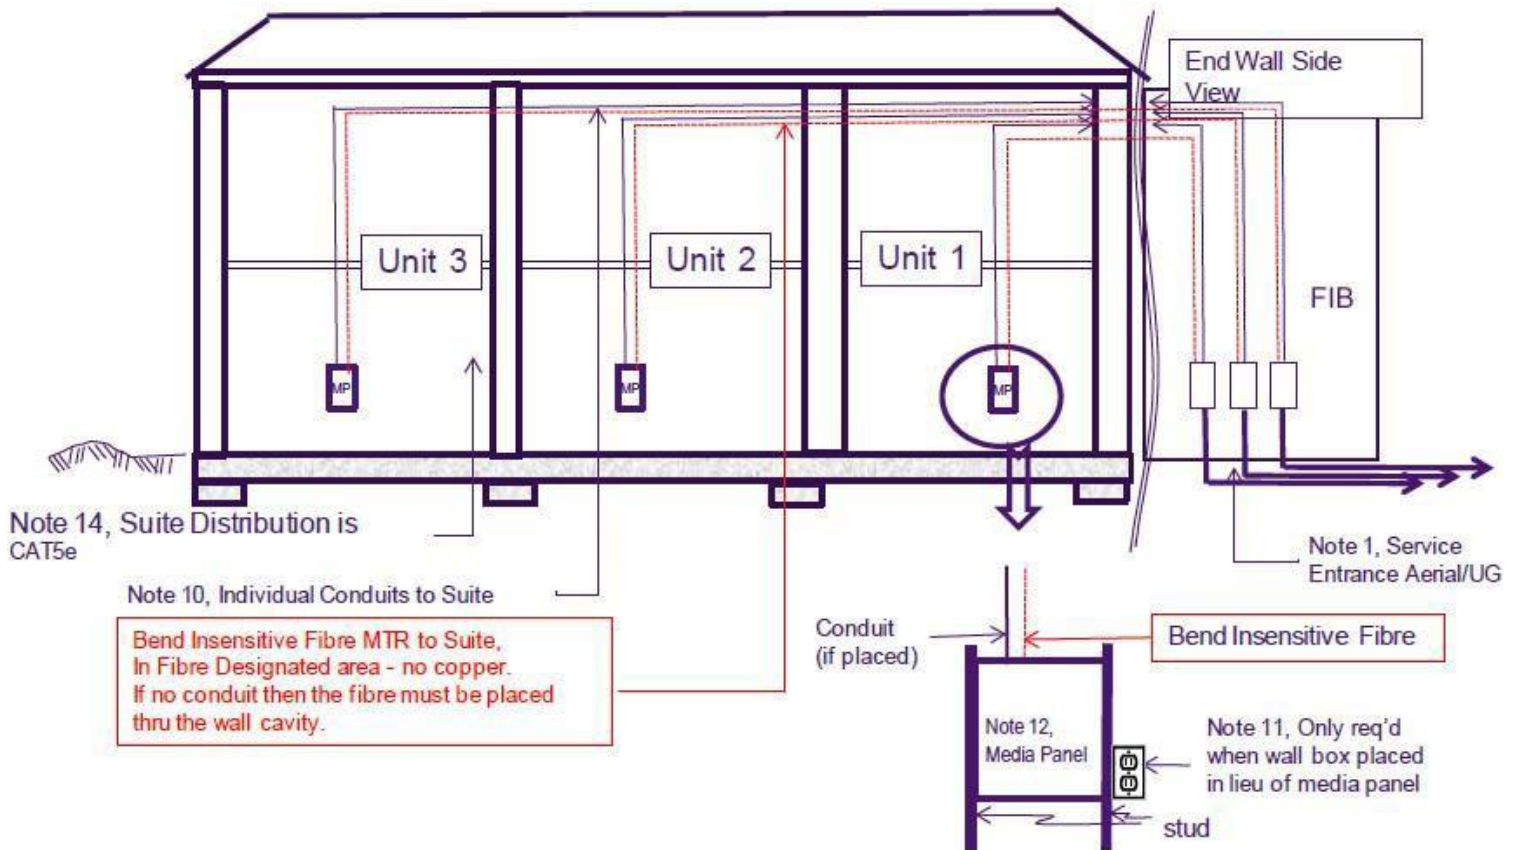 End Wall Side
View
Unit 3
Unit 2
Unit 1
FIB
MP
MP
MP
Note 14, Suite Distribution is
CAT5e
Note 10, Individual Conduits to Suite
Bend Insensitive Fibre MTR to Suite,
In Fibre Designated area - no copper.
If no conduit then the fibre must be placed
thru the wall cavity.
Note 1, Service
Entrance Aerial/UG
Conduit
(if placed)
Bend Insensitive Fibre
Note 12,
Media Panel
Note 11, Only req'd
when wall box placed
in lieu of media panel
stud